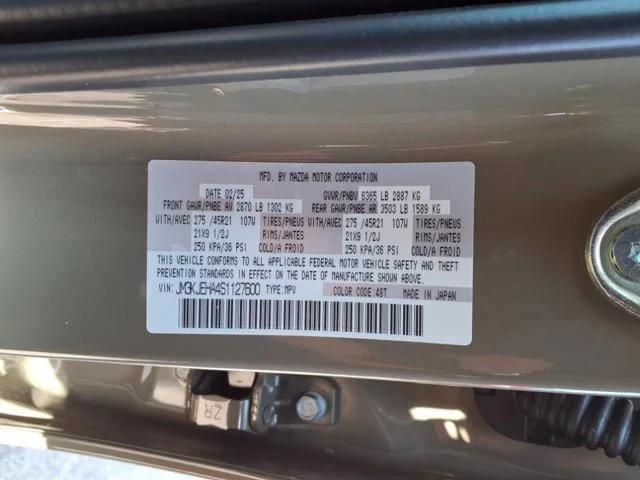 MFD. BY MAZDA MOTOR CORPORATION
DATE 02/25 GVWR/PNBV 6365 LB 2887 KG
FRONT GAWR/PNBE AV 2870 LB 1302 KG REAR GAWR/PNBE AR 3503 LB 1589 KG
WITH/AVEC 275 /45R21 107W TIRES/PNEUS WITH/AVEC 275 /45R21 107W TIRES/PNEUS
21X9 1/2J RIMS/JANTES 21X9 1/2J RIMS/JANTES
250 KPA/36 PSI COLD/A FROID 250 KPA/36 PSI COLD/A FROID
THIS VEHICLE CONFORMS TO ALL APPLICABLE FEDERAL MOTOR VEHICLE SAFETY AND THEFT
PREVENTION STANDARDS IN EFFECT ON THE DATE OF MANUFACTURE SHOWN ABOVE.
VIN: JM3KJEHA4S1127600 TYPE:MPV COLOR CODE:48T MADE IN JAPAN
ZR